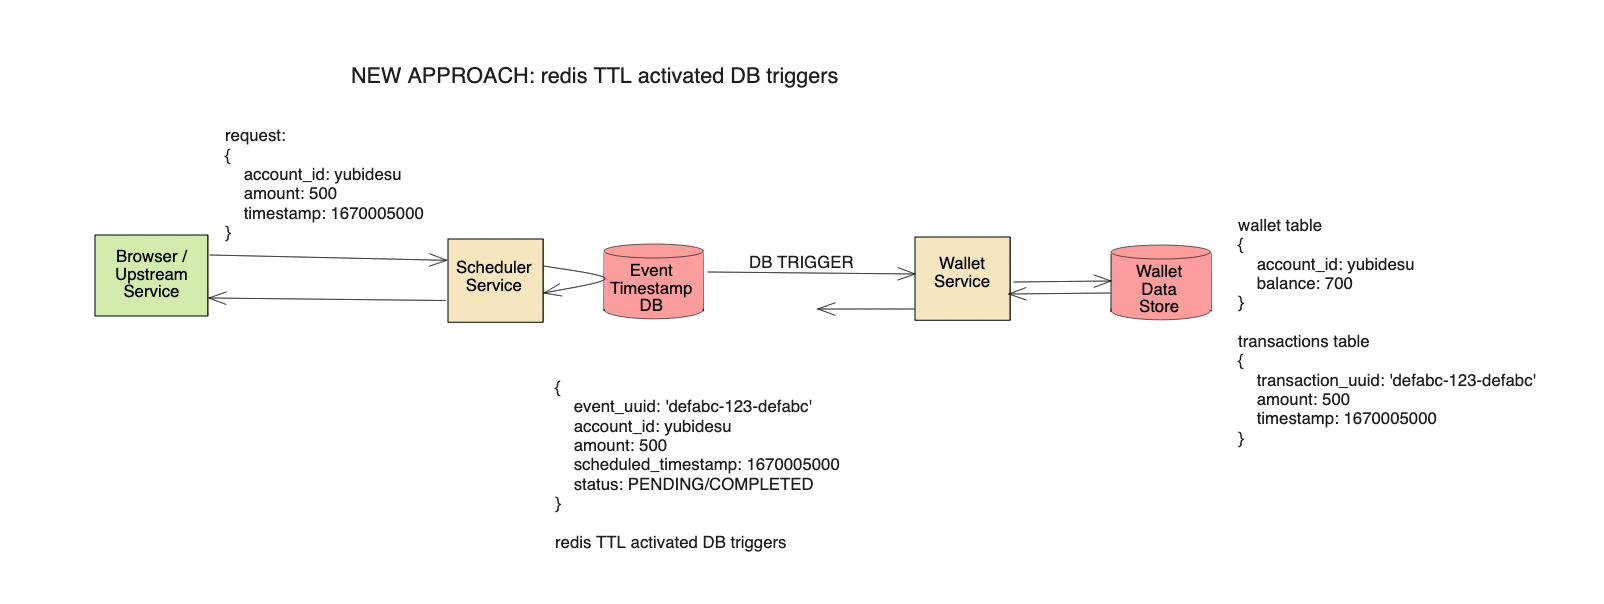 NEW APPROACH: redis TTL activated DB triggers
request:
{
account_id: yubidesu
amount: 500
timestamp: 1670005000
}
Browser /
Upstream
Service
Scheduler
Service
Event
Timestamp
DB
DB TRIGGER
Wallet
Service
Wallet
Data
Store
wallet table
{
account_id: yubidesu
balance: 700
}
transactions table
{
transaction_uuid: 'defabc-123-defabc'
amount: 500
timestamp: 1670005000
}
{
event_uuid: 'defabc-123-defabc'
account_id: yubidesu
amount: 500
scheduled_timestamp: 1670005000
status: PENDING/COMPLETED
}
redis TTL activated DB triggers